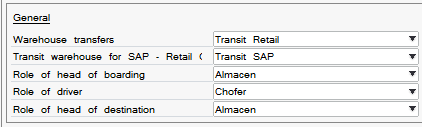 General
Warehouse transfers Transit Retail
Transit warehouse for SAP - Retail Transit SAP
Role of head of boarding Almacen
Role of driver Chofer
Role of head of destination Almacen